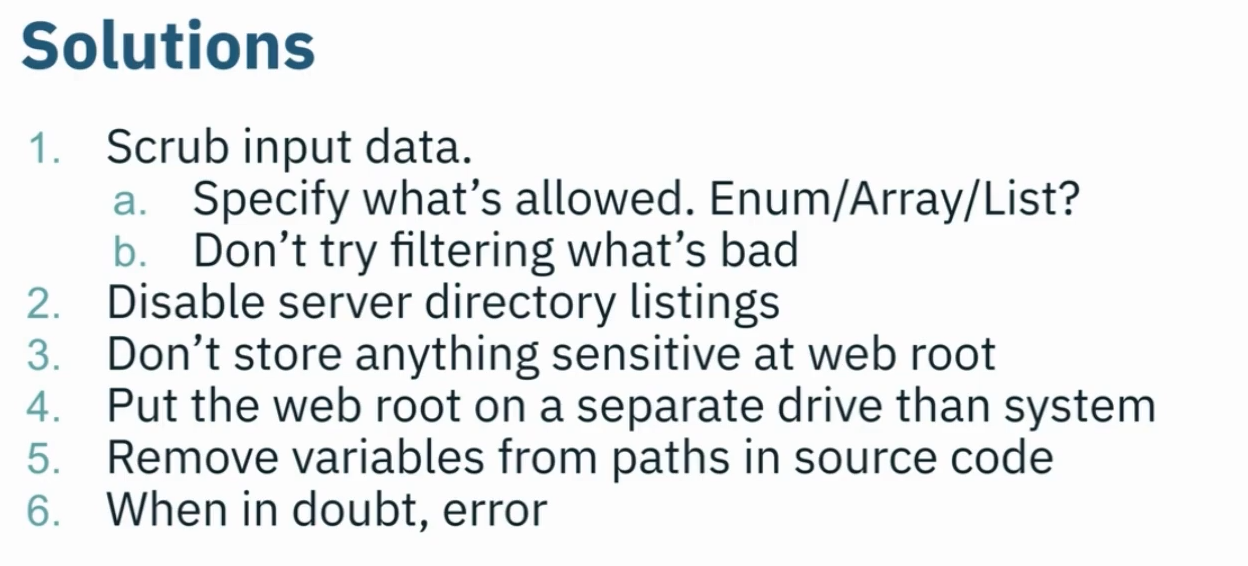 Solutions
1. Scrub input data.
a. Specify what's allowed. Enum/Array/List?
b. Don't try filtering what's bad
2. Disable server directory listings
3. Don't store anything sensitive at web root
4. Put the web root on a separate drive than system
5. Remove variables from paths in source code
6. When in doubt, error